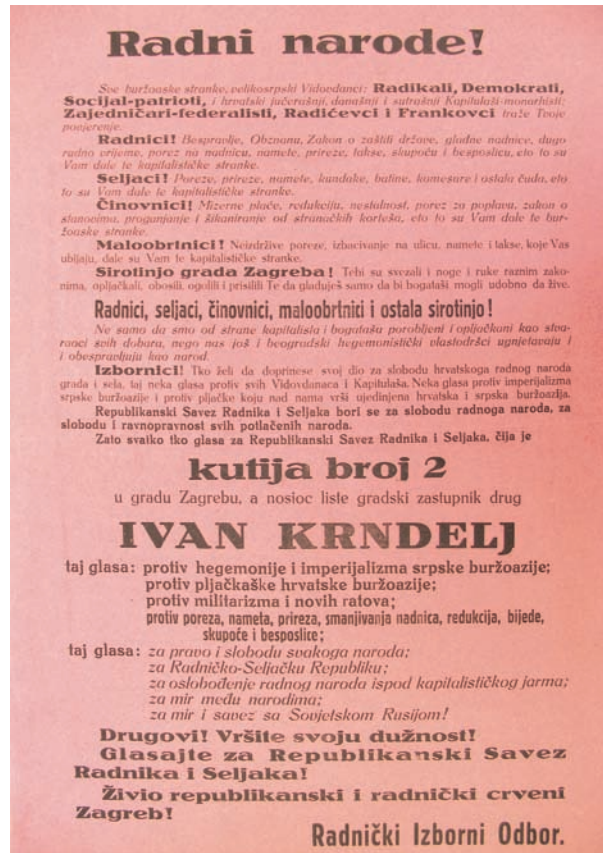 Radni narode!
Sve buržoaske stranke, velikosrpski Vidovdanci: Radikali, Demokrati,
Socijal-patrioti, i hrvatski jučerašnji, današnji i sutrašnji Kapitalaši-monarhisti:
Zajedničari-federalisti, Radićevci i Frankovci traže Tvoje
povjerenje.
Radnici! Bespravlje, Obznanu, Zakon o zaštiti države, gladne nadnice, dugo
radno vrijeme, porez na nadnicu, namete, prireze, takse, skupoću i besposlicu, eto to su
Vam dale te kapitalističke stranke.
Seljaci! Poreze, prireze, namete, kundake, batine, komesare i ostala čuda, eto
to su Vam dale te kapitalističke stranke.
Činovnici! Mizerne plaće, redukciju, nestalnost, porez za poplavu, zakon o
stanovima, proganjanje i šikaniranje od stranačkih korteša, eto to su Vam dale te bur-
žoaske stranke.
Maloobrtnici! Neizdržive poreze, izbacivanje na ulicu, namete i takse, koje Vas
ubijaju, dale su Vam te kapitalističke stranke.
Sirotinjo grada Zagreba! Tebi su svezali i noge i ruke raznim zako-
nima, opljačkali, obosili, ogolili i prisilili Te da gladuješ samo da bi bogataši mogli udobno da žive.
Radnici, seljaci, činovnici, maloobrtnici i ostala sirotinjo!
Ne samo da smo od strane kapitalista i bogataša porobljeni i opljačkani kao stva-
raoci svih dobara, nego nas još i beogradski hegemonistički vlastodršci ugnjetavaju i
i obespravljuju kao narod.
Izbornici! Tko želi da doprinese svoj dio za slobodu hrvatskoga radnog naroda
grada i sela, taj neka glasa protiv svih Vidovdanaca i Kapitulaša. Neka glasa protiv imperijalizma
srpske buržoazije i protiv pljačke koju nad nama vrši ujedinjena hrvatska i srpska buržoazija.
Republikanski Savez Radnika i Seljaka bori se za slobodu radnoga naroda, za
slobodu i ravnopravnost svih potlačenih naroda.
Zato svatko tko glasa za Republikanski Savez Radnika i Seljaka, čija je
kutija broj 2
u gradu Zagrebu, a nosioc liste gradski zastupnik drug
IVAN KRNDELJ
taj glasa: protiv hegemonije i imperijalizma srpske buržoazije;
protiv pljačkaške hrvatske buržoazije;
protiv militarizma i novih ratova;
protiv poreza, nameta, prireza, smanjivanja nadnica, redukcija, bijede,
skupoće i besposlice;
taj glasa: za pravo i slobodu svakoga naroda;
za Radničko-Seljačku Republiku;
za oslobođenje radnog naroda ispod kapitalističkog jarma;
za mir među narodima;
za mir i savez sa Sovjetskom Rusijom!
Drugovi! Vršite svoju dužnost!
Glasajte za Republikanski Savez
Radnika i Seljaka!
Živio republikanski i radnički crveni
Zagreb!
Radnički Izborni Odbor.